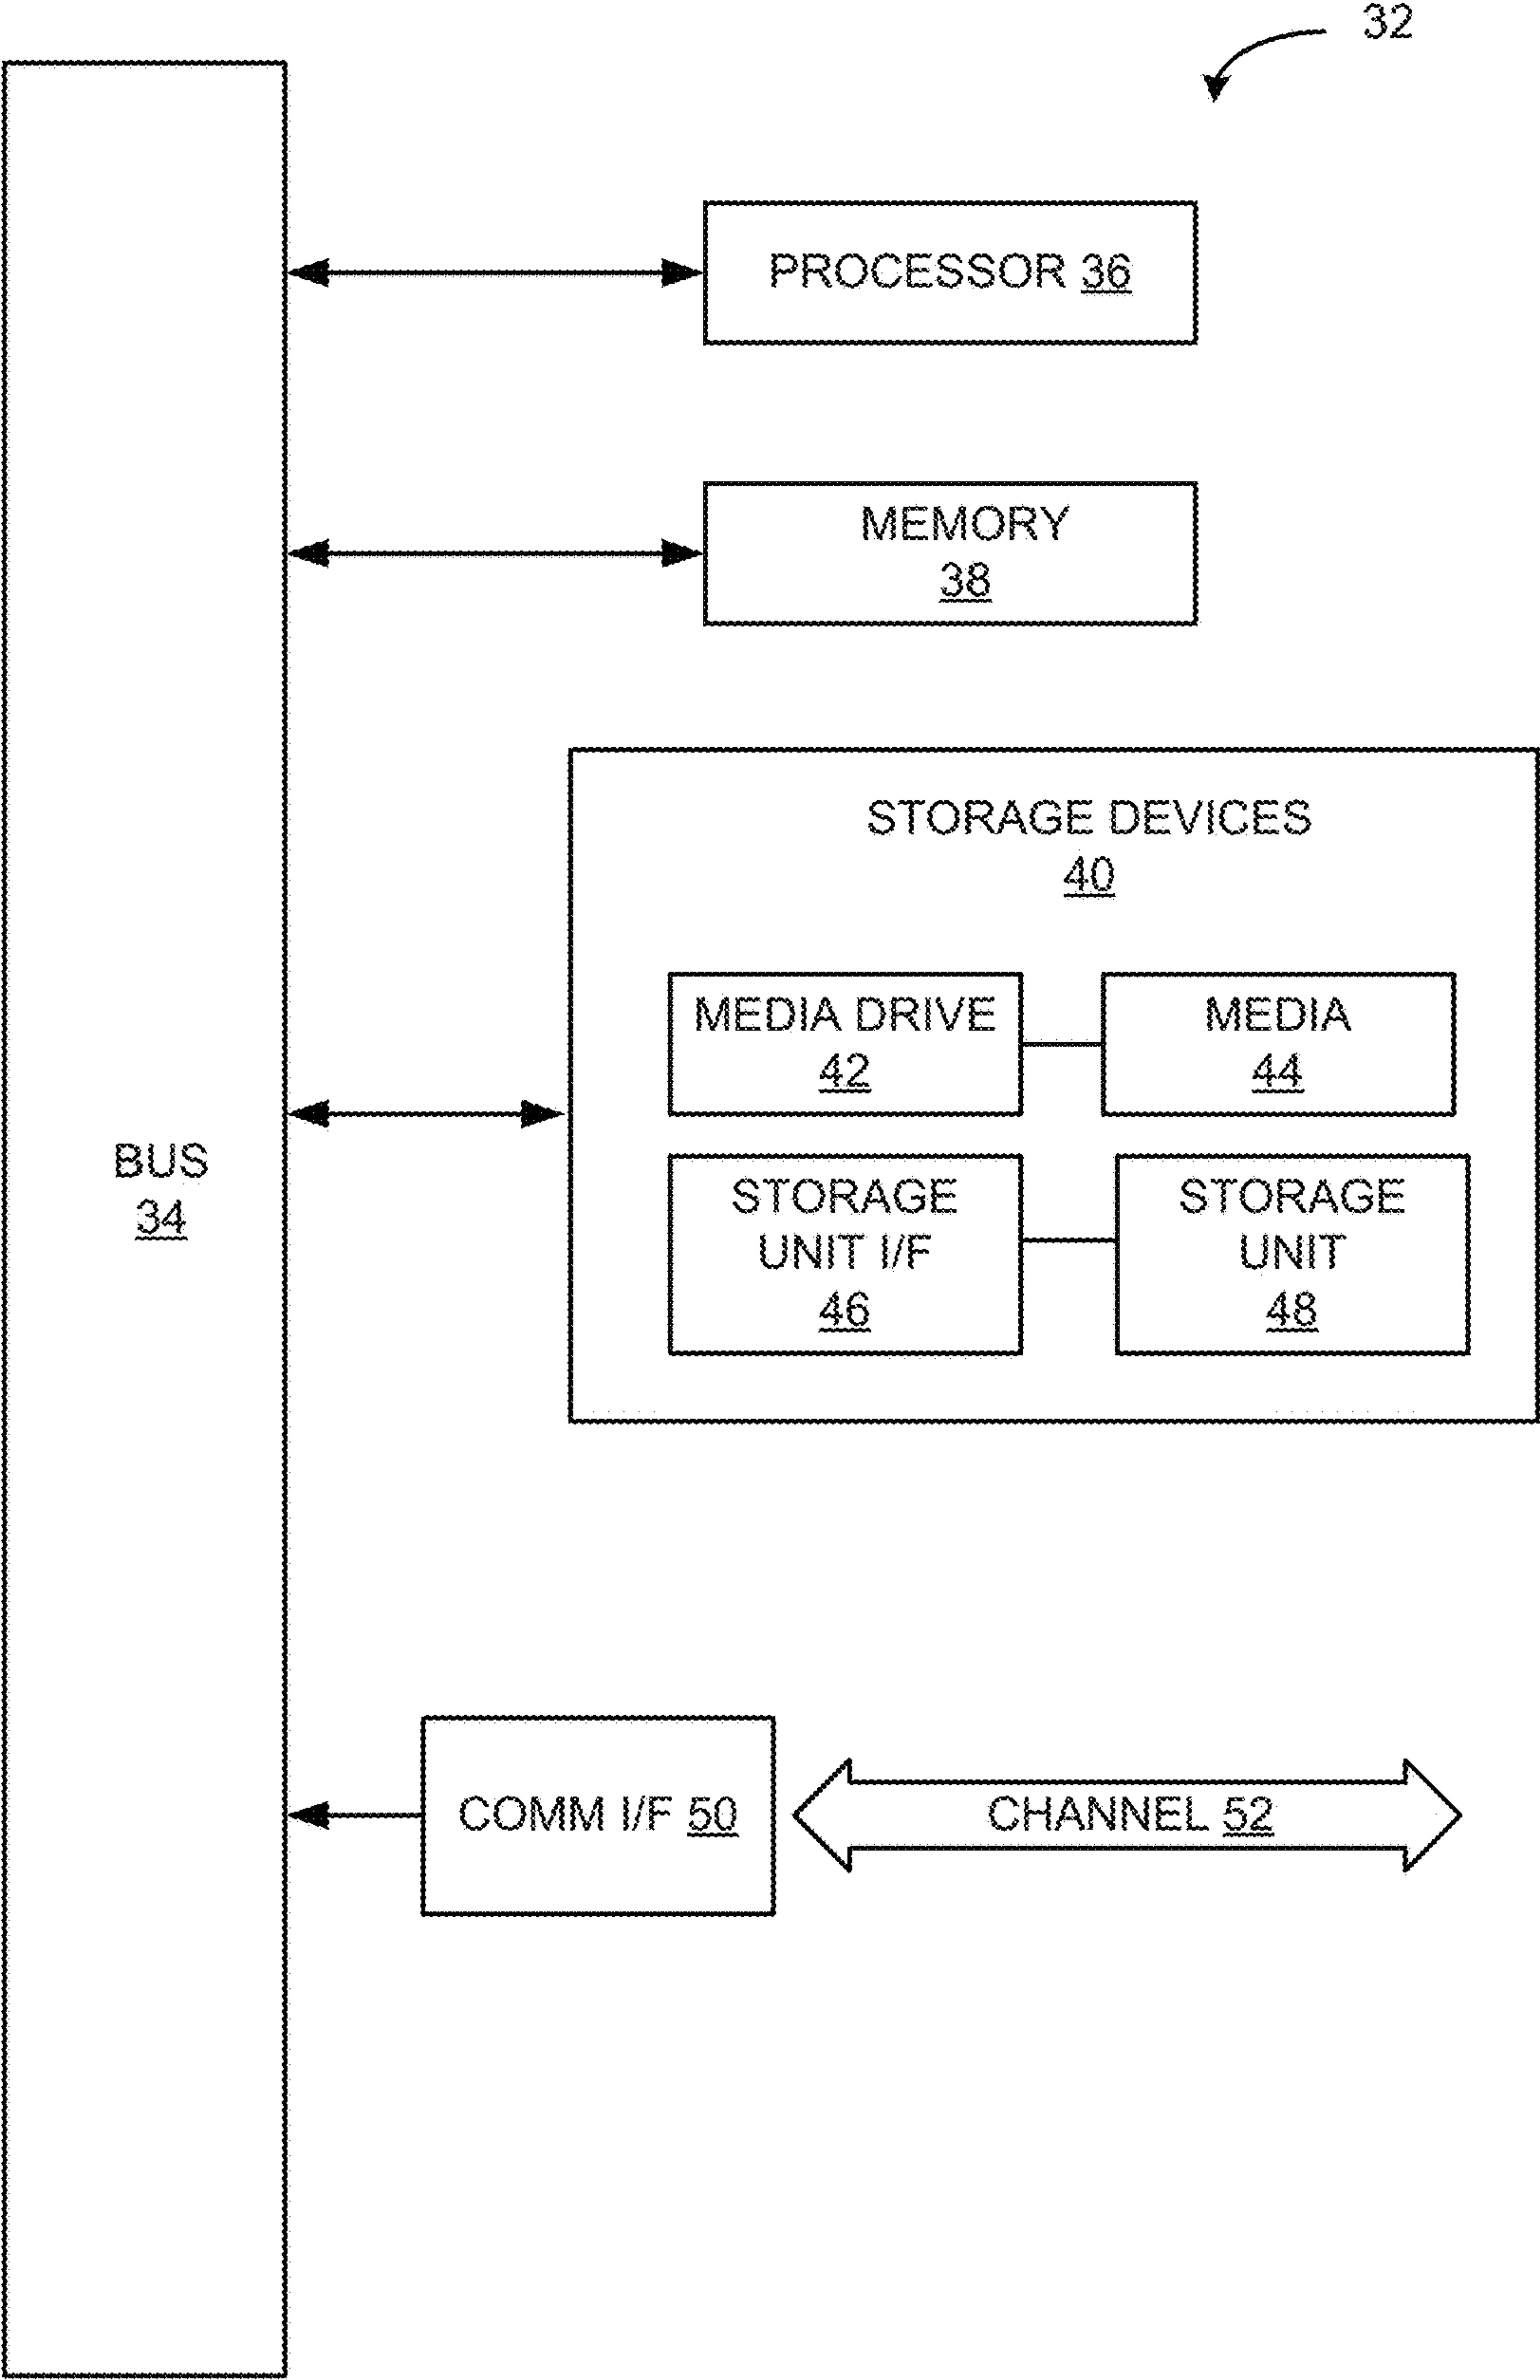 32
PROCESSOR 36
MEMORY
38
STORAGE DEVICES
40
MEDIA DRIVE
42
MEDIA
44
BUS
34
STORAGE
UNIT I/F
46
STORAGE
UNIT
48
COMM I/F 50
CHANNEL 52